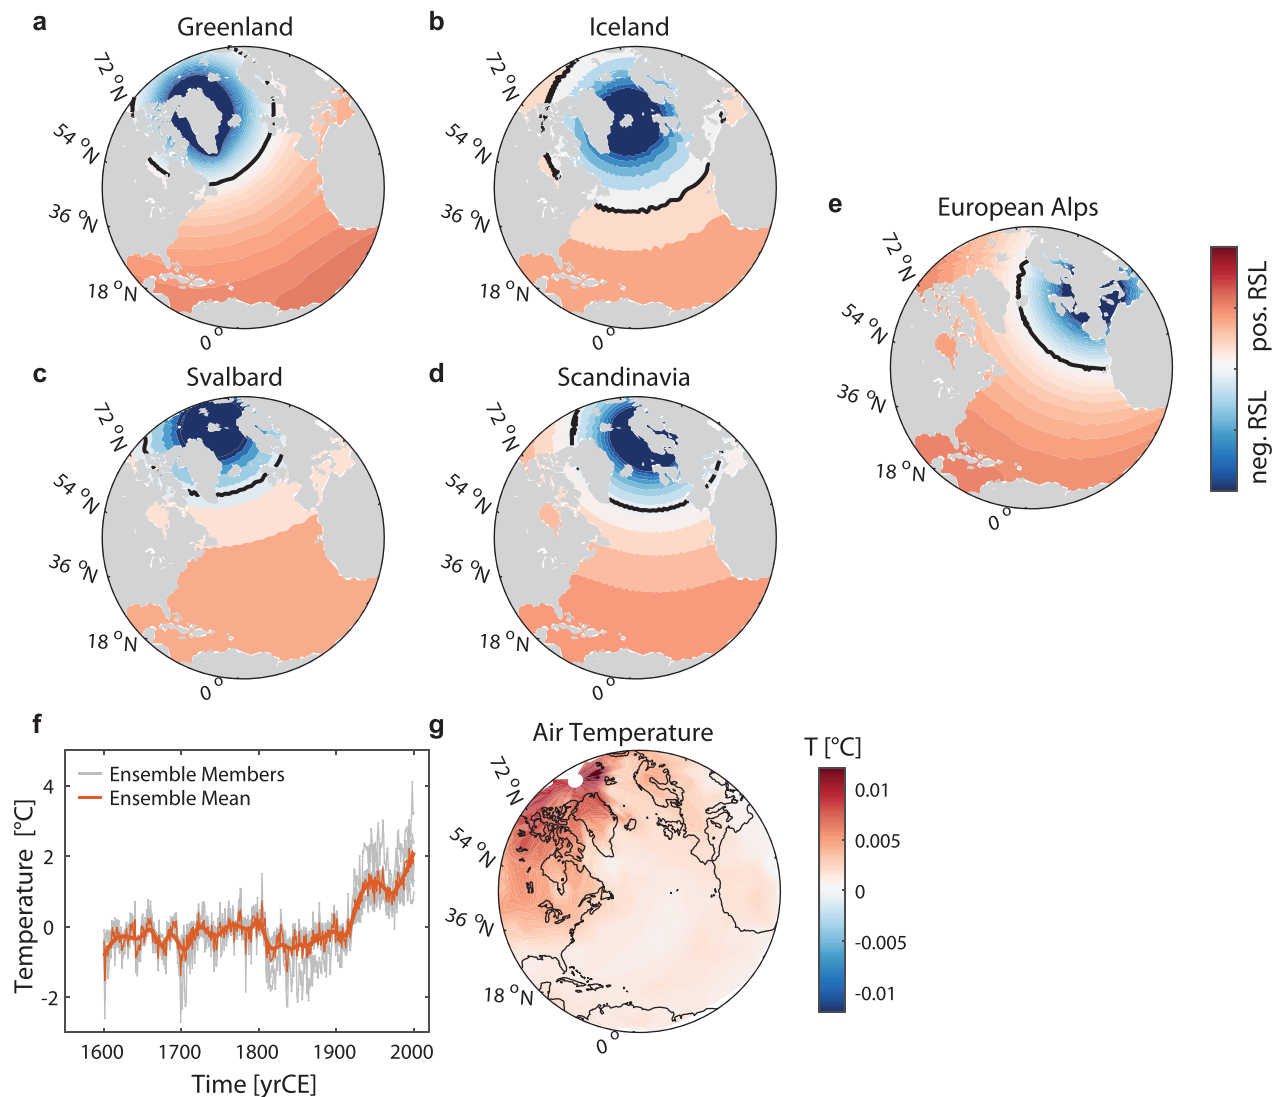 a
Greenland
72 °N
54 °N
36 °N
18 °N
0 °
b
Iceland
72 °N
54 °N
36 °N
18 °N
0 °
c
Svalbard
72 °N
54 °N
36 °N
18 °N
0 °
d
Scandinavia
72 °N
54 °N
36 °N
18 °N
0 °
e
European Alps
72 °N
54 °N
36 °N
18 °N
0 °
neg. RSL pos. RSL
f
Ensemble Members
Ensemble Mean
Temperature [°C]
4
2
0
-2
1600 1700 1800 1900 2000
Time [yrCE]
g
Air Temperature
72 °N
54 °N
36 °N
18 °N
0 °
T [°C]
0.01
0.005
0
-0.005
-0.01